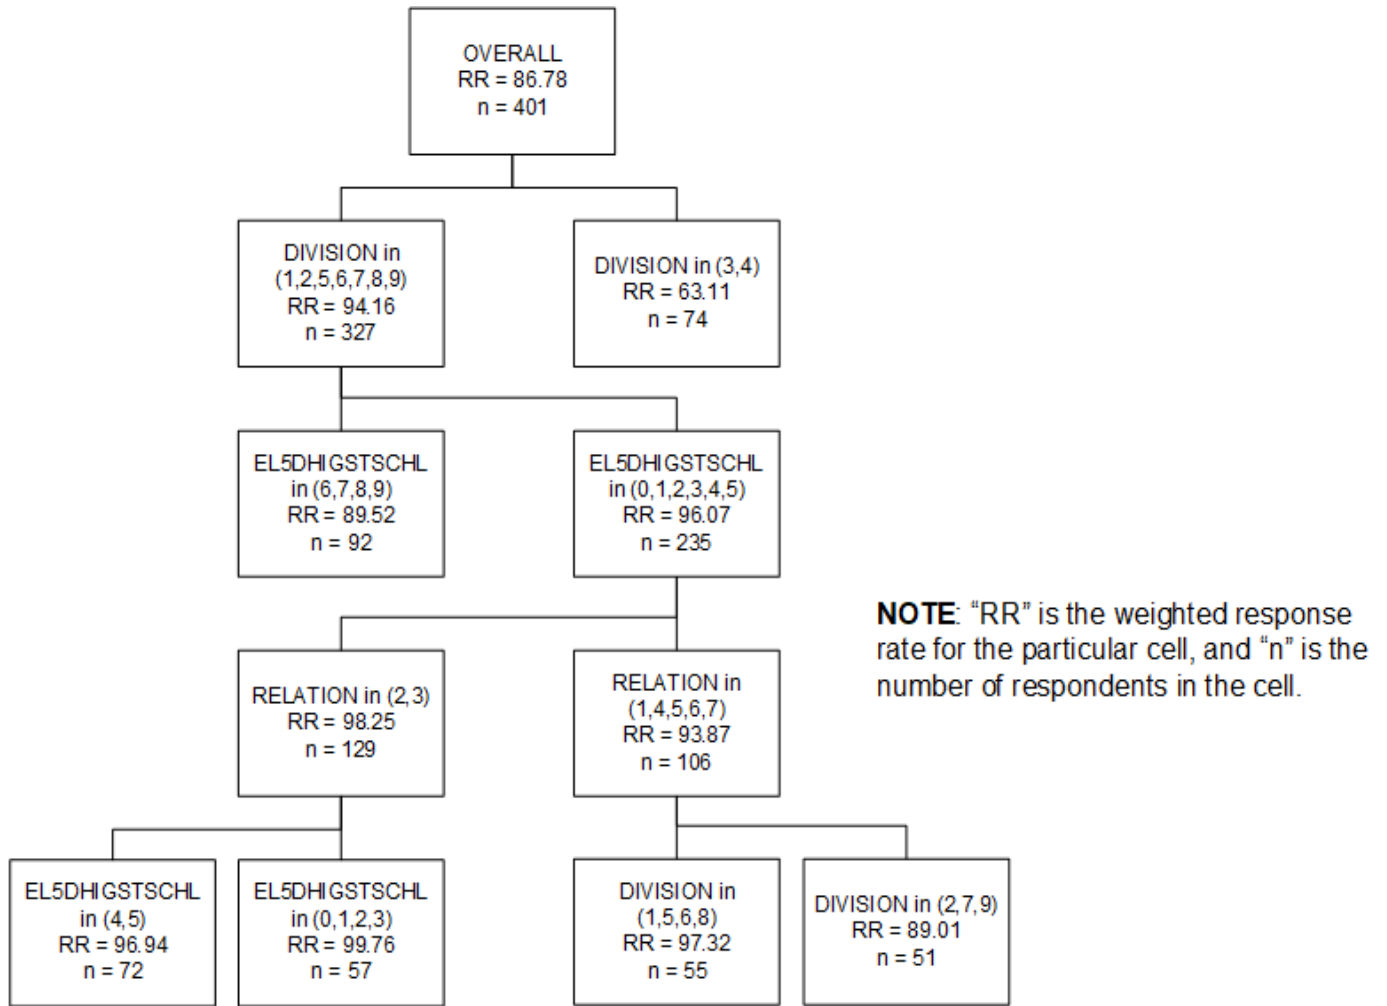 OVERALL
RR = 86.78
n = 401
DIVISION in
(1,2,5,6,7,8,9)
RR = 94.16
n = 327
DIVISION in (3,4)
RR = 63.11
n = 74
EL5DHIGSTSCHL
in (6,7,8,9)
RR = 89.52
n = 92
EL5DHIGSTSCHL
in (0,1,2,3,4,5)
RR = 96.07
n = 235
NOTE: “RR” is the weighted response
rate for the particular cell, and “n” is the
number of respondents in the cell.
RELATION in (2,3)
RR = 98.25
n = 129
RELATION in
(1,4,5,6,7)
RR = 93.87
n = 106
EL5DHIGSTSCHL
in (4,5)
RR = 96.94
n = 72
EL5DHIGSTSCHL
in (0,1,2,3)
RR = 99.76
n = 57
DIVISION in
(1,5,6,8)
RR = 97.32
n = 55
DIVISION in (2,7,9)
RR = 89.01
n = 51